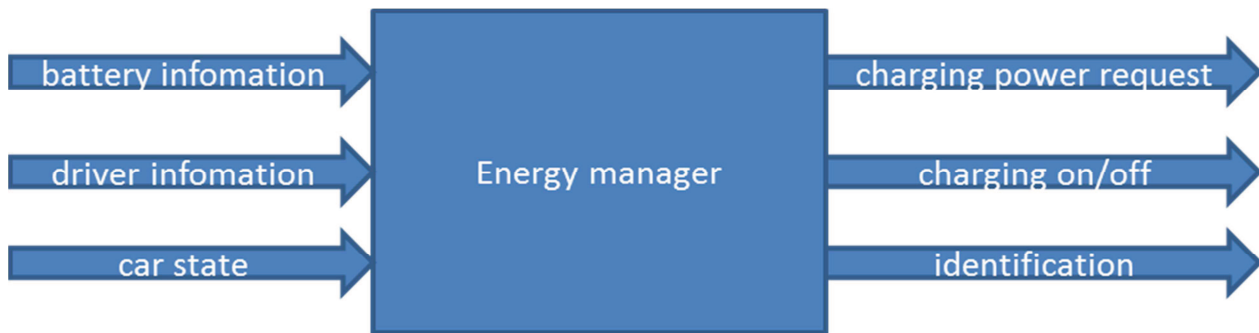 battery infomation
charging power request
driver infomation
Energy manager
charging on/off
car state
identification